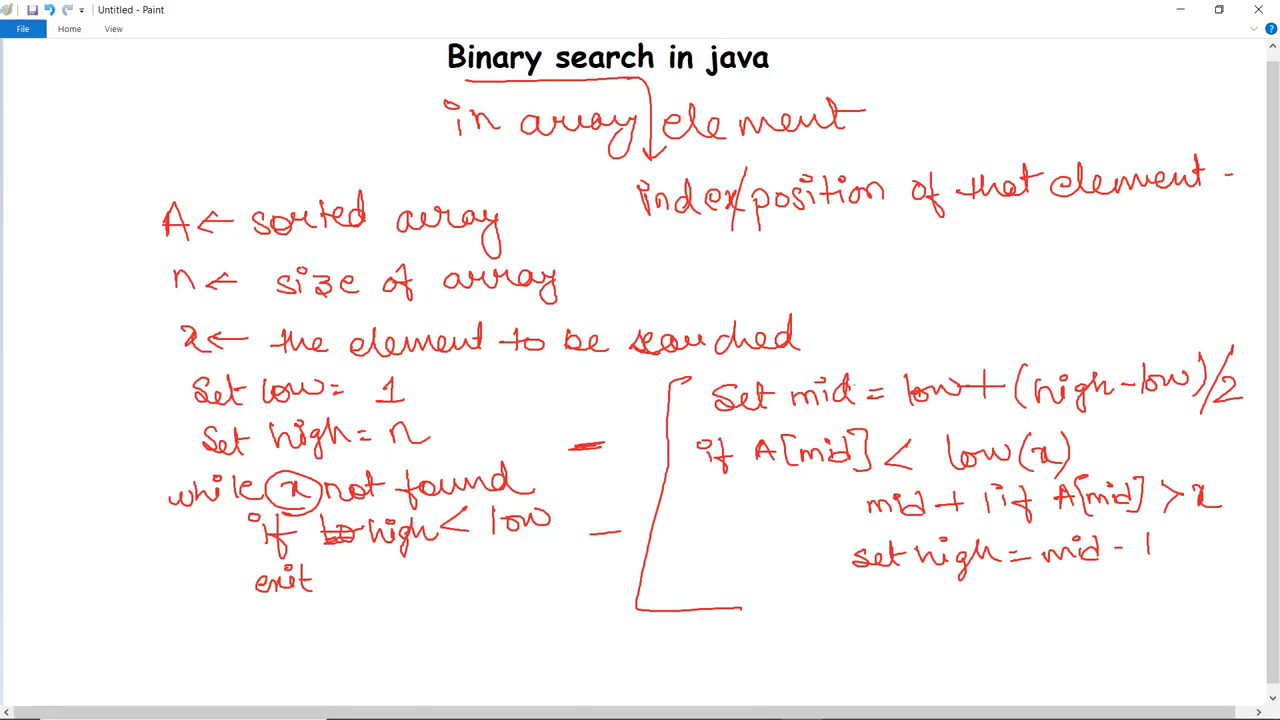 Untitled - Paint
File Home View
Binary search in java
in array element
index/position of that element -
A ← sorted array
n ← size of array
x ← the element to be searched
Set low = 1
Set high = n
while x not found
if high < low
exit
Set mid = low + (high - low)/2
if A[mid] < low (x)
mid + 1 if A[mid] > x
set high = mid - 1